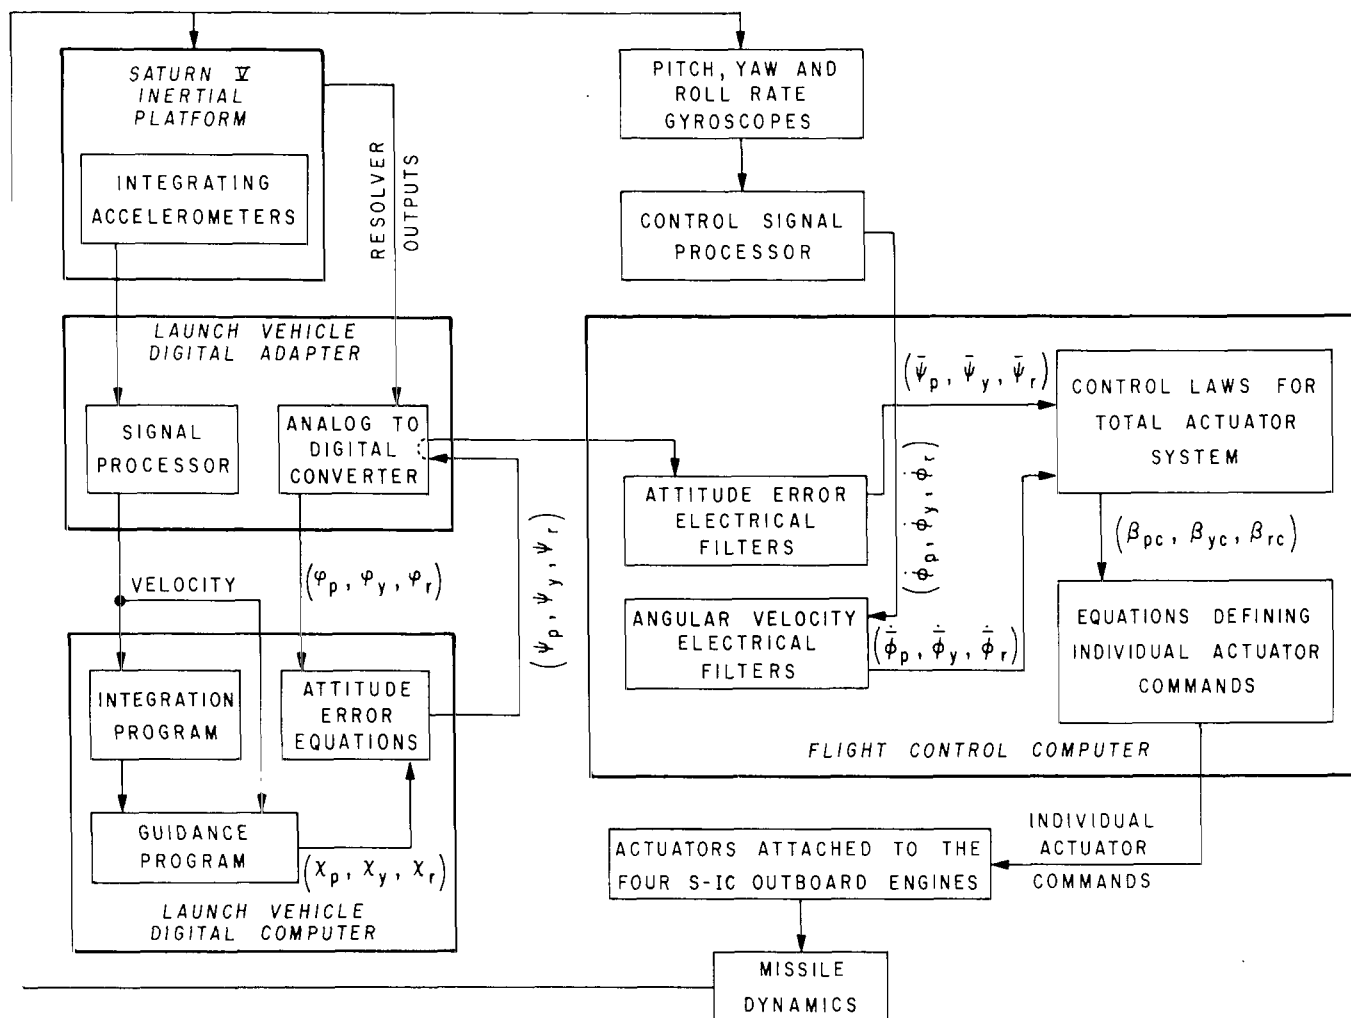 SATURN V
INERTIAL
PLATFORM
INTEGRATING
ACCELEROMETERS
RESOLVER
OUTPUTS
PITCH, YAW AND
ROLL RATE
GYROSCOPES
CONTROL SIGNAL
PROCESSOR
LAUNCH VEHICLE
DIGITAL ADAPTER
SIGNAL
PROCESSOR
ANALOG TO
DIGITAL
CONVERTER
VELOCITY
(φp, φy, φr)
(ψp, ψy, ψr)
INTEGRATION
PROGRAM
ATTITUDE
ERROR
EQUATIONS
GUIDANCE
PROGRAM
(χp, χy, χr)
LAUNCH VEHICLE
DIGITAL COMPUTER
ATTITUDE ERROR
ELECTRICAL
FILTERS
(ψ̄p, ψ̄y, ψ̄r)
(ϕ̇p, ϕ̇y, ϕ̇r)
ANGULAR VELOCITY
ELECTRICAL
FILTERS
(ϕ̄̇p, ϕ̄̇y, ϕ̄̇r)
CONTROL LAWS FOR
TOTAL ACTUATOR
SYSTEM
(βpc, βyc, βrc)
EQUATIONS DEFINING
INDIVIDUAL ACTUATOR
COMMANDS
FLIGHT CONTROL COMPUTER
INDIVIDUAL
ACTUATOR
COMMANDS
ACTUATORS ATTACHED TO THE
FOUR S-IC OUTBOARD ENGINES
MISSILE
DYNAMICS